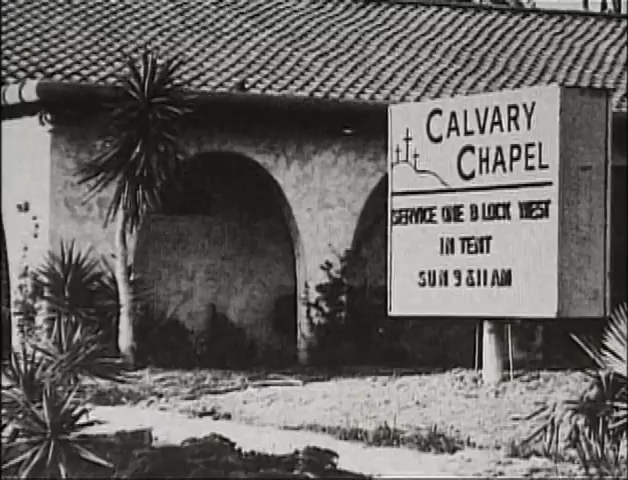 CALVARY
CHAPEL
SERVICE ONE BLOCK WEST
IN TENT
SUN 9 & 11 AM